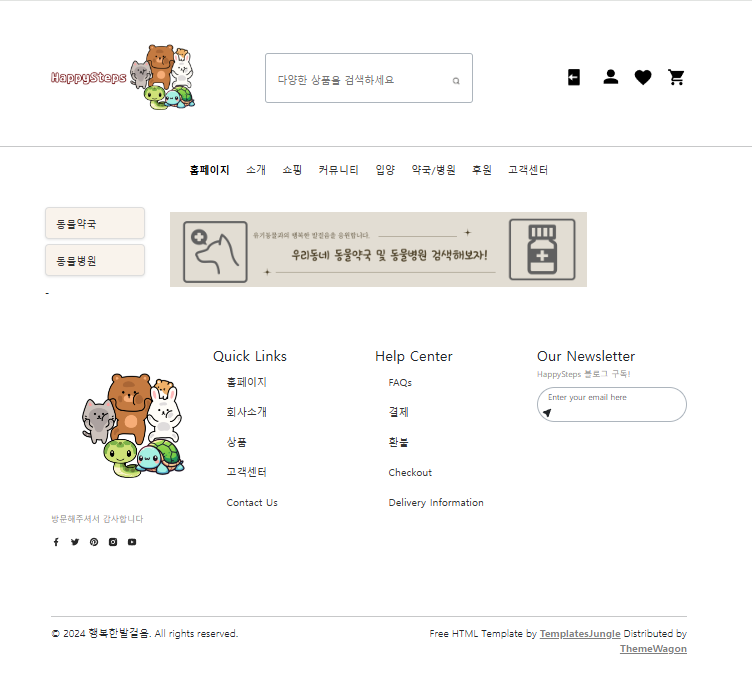 HappySteps
다양한 상품을 검색하세요
홈페이지 소개 쇼핑 커뮤니티 입양 약국/병원 후원 고객센터
동물약국
동물병원
-
유기동물과의 행복한 발걸음을 응원합니다.
우리동네 동물약국 및 동물병원 검색해보자!
방문해주셔서 감사합니다
Quick Links
홈페이지
회사소개
상품
고객센터
Contact Us
Help Center
FAQs
결제
환불
Checkout
Delivery Information
Our Newsletter
HappySteps 블로그 구독!
Enter your email here
© 2024 행복한발걸음. All rights reserved.
Free HTML Template by TemplatesJungle Distributed by
ThemeWagon